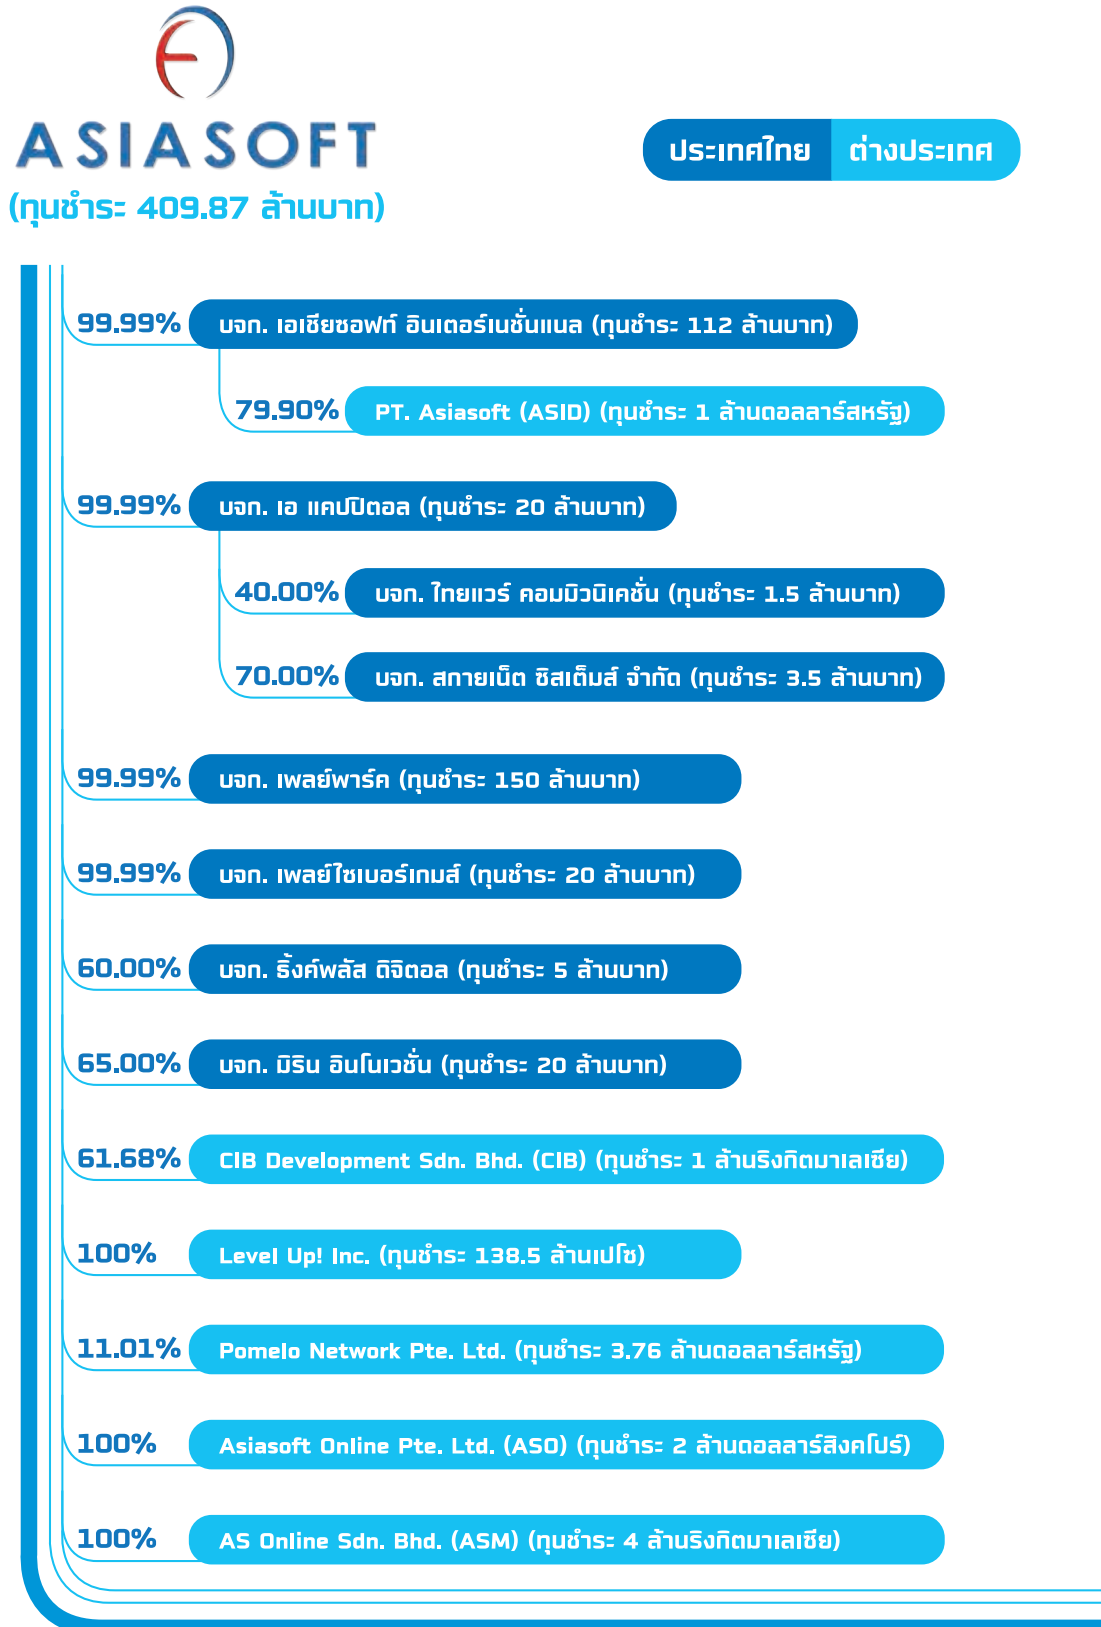 ASIASOFT
(ทุนชำระ 409.87 ล้านบาท)
ประเทศไทย ต่างประเทศ
99.99% บจก. เอเชียซอฟท์ อินเตอร์เนชั่นแนล (ทุนชำระ 112 ล้านบาท)
79.90% PT. Asiasoft (ASID) (ทุนชำระ 1 ล้านดอลลาร์สหรัฐ)
99.99% บจก. เอ แคปปิตอล (ทุนชำระ 20 ล้านบาท)
40.00% บจก. ไทยแวร์ คอมมิวนิเคชั่น (ทุนชำระ 1.5 ล้านบาท)
70.00% บจก. สกายเน็ต ซิสเต็มส์ จำกัด (ทุนชำระ 3.5 ล้านบาท)
99.99% บจก. เพลย์พาร์ค (ทุนชำระ 150 ล้านบาท)
99.99% บจก. เพลย์ไซเบอร์เกมส์ (ทุนชำระ 20 ล้านบาท)
60.00% บจก. ธิ้งค์พลัส ดิจิตอล (ทุนชำระ 5 ล้านบาท)
65.00% บจก. มิริน อินโนเวชั่น (ทุนชำระ 20 ล้านบาท)
61.68% CIB Development Sdn. Bhd. (CIB) (ทุนชำระ 1 ล้านริงกิตมาเลเซีย)
100% Level Up! Inc. (ทุนชำระ 138.5 ล้านเปโซ)
11.01% Pomelo Network Pte. Ltd. (ทุนชำระ 3.76 ล้านดอลลาร์สหรัฐ)
100% Asiasoft Online Pte. Ltd. (ASO) (ทุนชำระ 2 ล้านดอลลาร์สิงคโปร์)
100% AS Online Sdn. Bhd. (ASM) (ทุนชำระ 4 ล้านริงกิตมาเลเซีย)